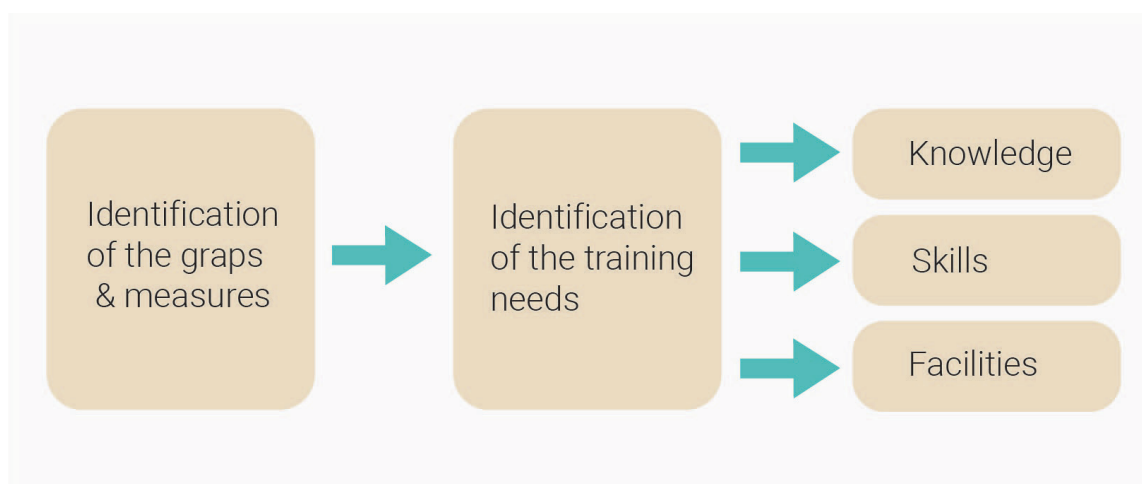 Identification
of the graps
& measures
Identification
of the training
needs
Knowledge
Skills
Facilities